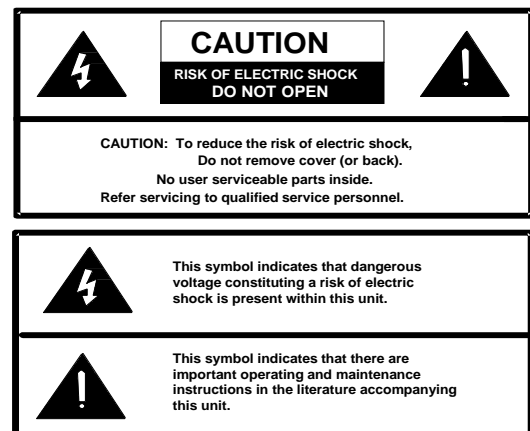 CAUTION
RISK OF ELECTRIC SHOCK
DO NOT OPEN
CAUTION: To reduce the risk of electric shock,
Do not remove cover (or back).
No user serviceable parts inside.
Refer servicing to qualified service personnel.
This symbol indicates that dangerous
voltage constituting a risk of electric
shock is present within this unit.
This symbol indicates that there are
important operating and maintenance
instructions in the literature accompanying
this unit.